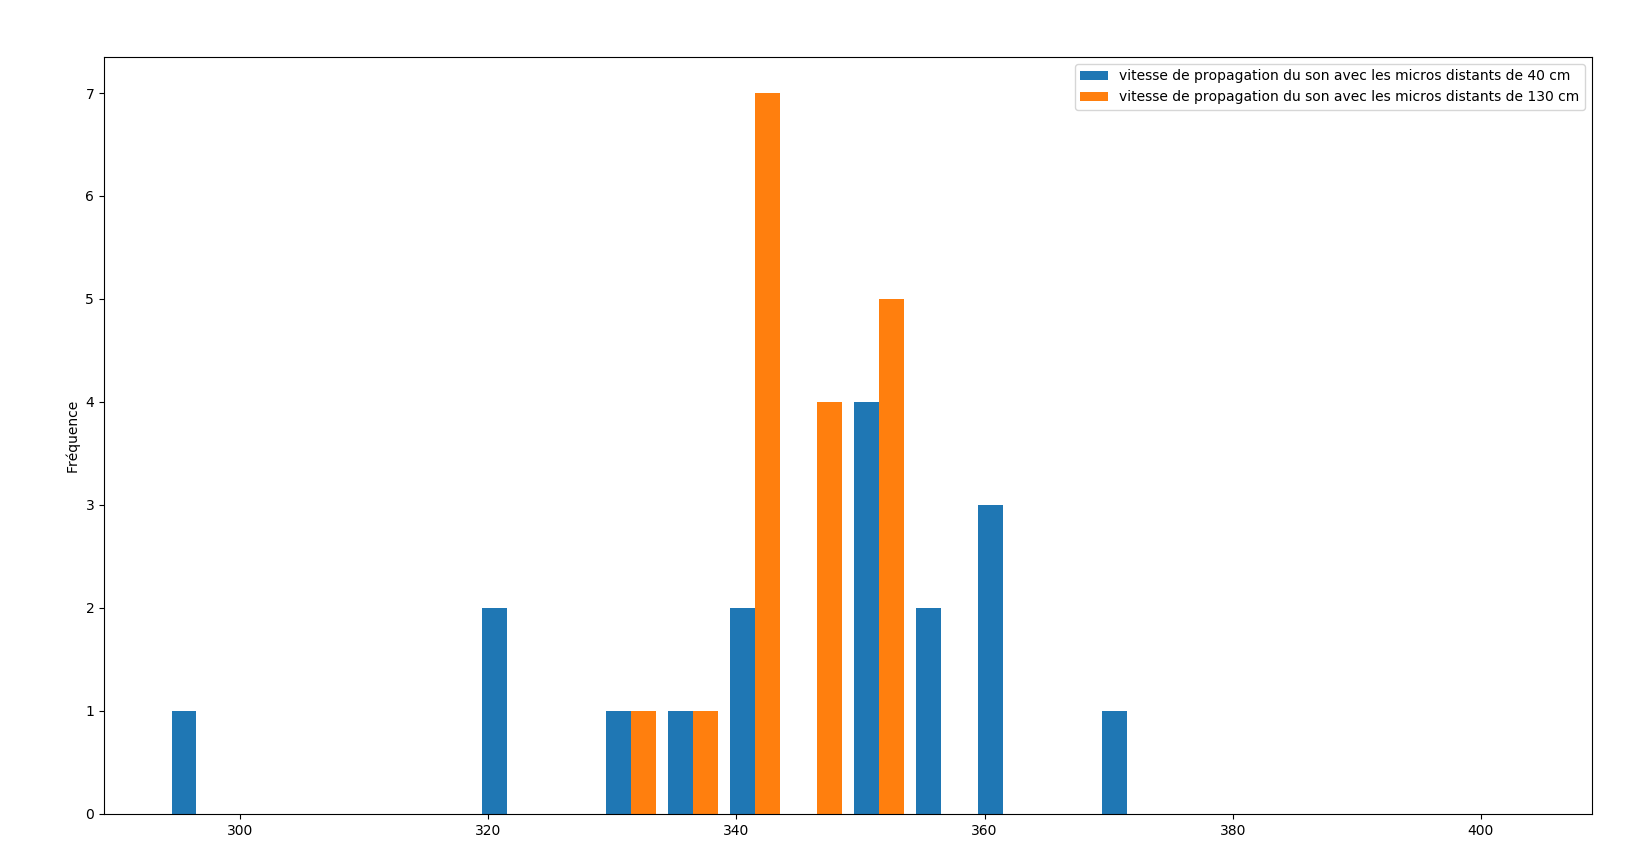 vitesse de propagation du son avec les micros distants de 40 cm
vitesse de propagation du son avec les micros distants de 130 cm
7
6
5
4
3
2
1
0
Fréquence
300 320 340 360 380 400